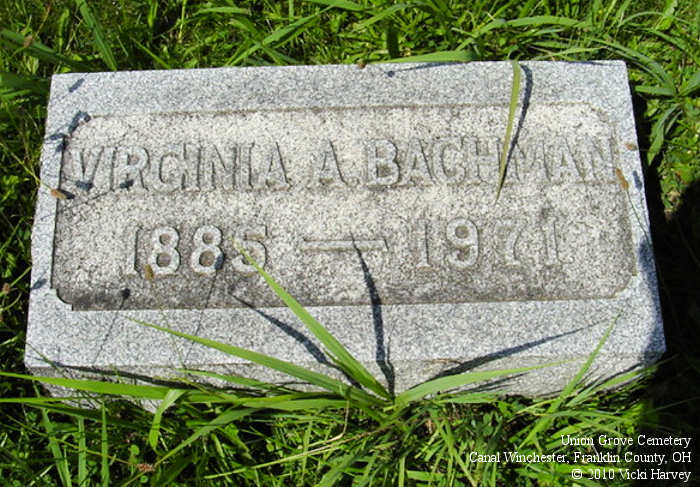 VIRGINIA A. BACHMAN
1885 — 1971
Union Grove Cemetery
Canal Winchester, Franklin County, OH
© 2010 Vicki Harvey